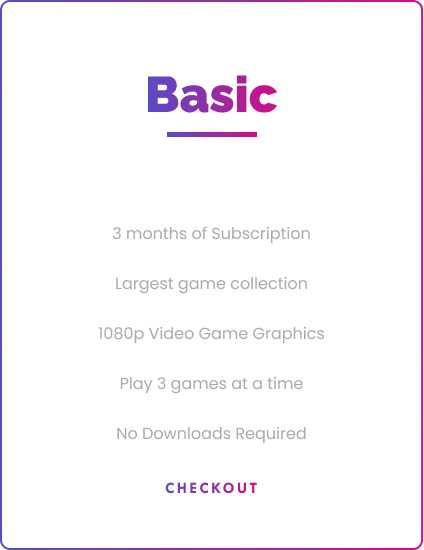 Basic
3 months of Subscription
Largest game collection
1080p Video Game Graphics
Play 3 games at a time
No Downloads Required
CHECKOUT